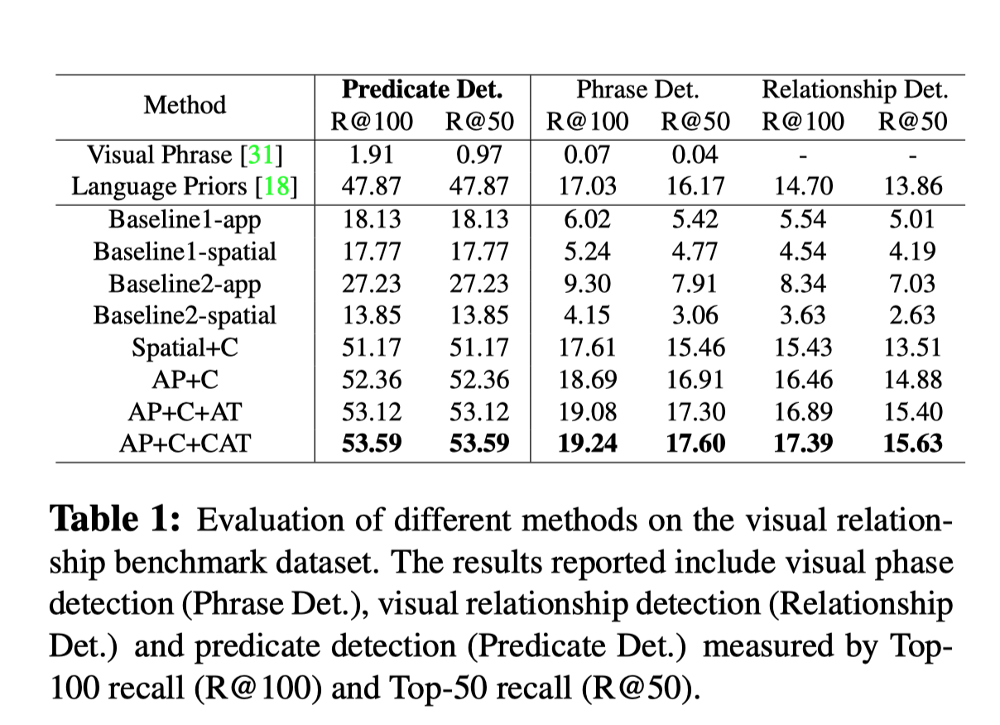 Method Predicate Det. Phrase Det. Relationship Det.
R@100 R@50 R@100 R@50 R@100 R@50
Visual Phrase [31] 1.91 0.97 0.07 0.04 - -
Language Priors [18] 47.87 47.87 17.03 16.17 14.70 13.86
Baseline1-app 18.13 18.13 6.02 5.42 5.54 5.01
Baseline1-spatial 17.77 17.77 5.24 4.77 4.54 4.19
Baseline2-app 27.23 27.23 9.30 7.91 8.34 7.03
Baseline2-spatial 13.85 13.85 4.15 3.06 3.63 2.63
Spatial+C 51.17 51.17 17.61 15.46 15.43 13.51
AP+C 52.36 52.36 18.69 16.91 16.46 14.88
AP+C+AT 53.12 53.12 19.08 17.30 16.89 15.40
AP+C+CAT 53.59 53.59 19.24 17.60 17.39 15.63
Table 1: Evaluation of different methods on the visual relation-
ship benchmark dataset. The results reported include visual phase
detection (Phrase Det.), visual relationship detection (Relationship
Det.) and predicate detection (Predicate Det.) measured by Top-
100 recall (R@100) and Top-50 recall (R@50).